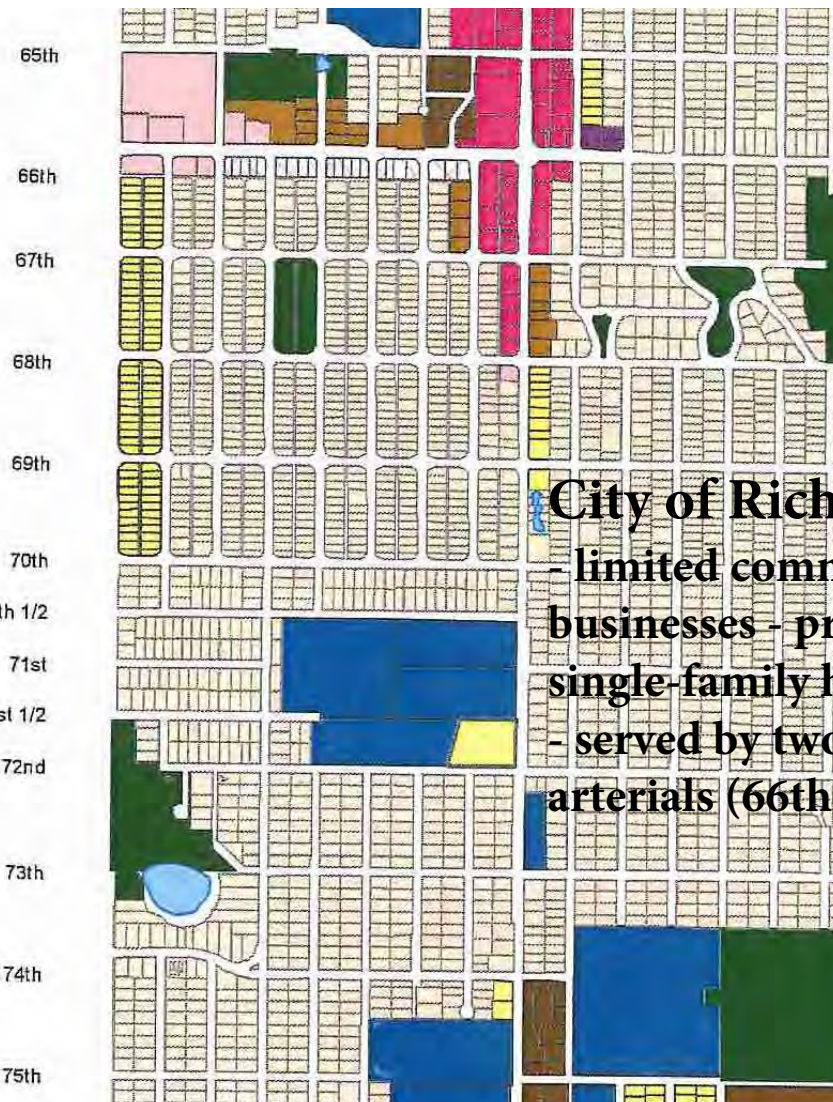 65th
66th
67th
68th
69th
City of Rich
- limited comm
70th
th 1/2
businesses - pr
71st
single-family h
st 1/2
- served by two
72nd
arterials (66th
73th
74th
75th